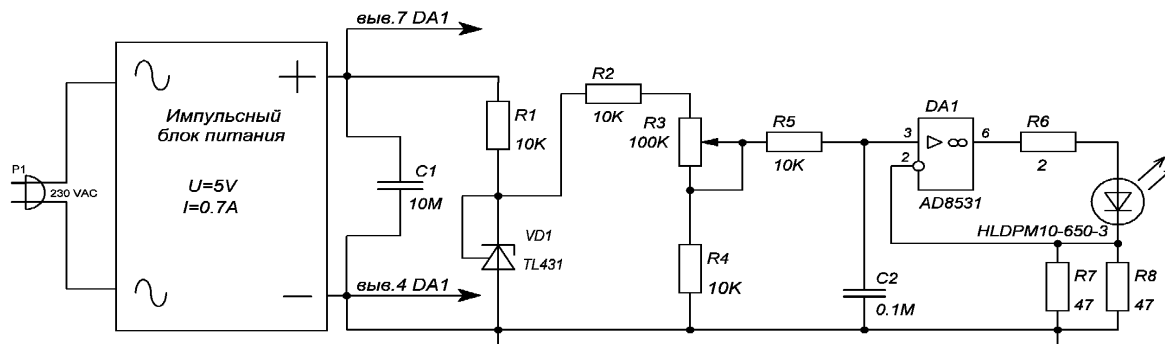 выв.7 DA1
Импульсный
блок питания
U=5V
I=0.7A
P1
230 VAC
C1
10M
R1
10K
VD1
TL431
выв.4 DA1
R2
10K
R3
100K
R4
10K
R5
10K
C2
0.1M
DA1
3
2
6
▷ ∞
AD8531
R6
2
HLDPM10-650-3
R7
47
R8
47